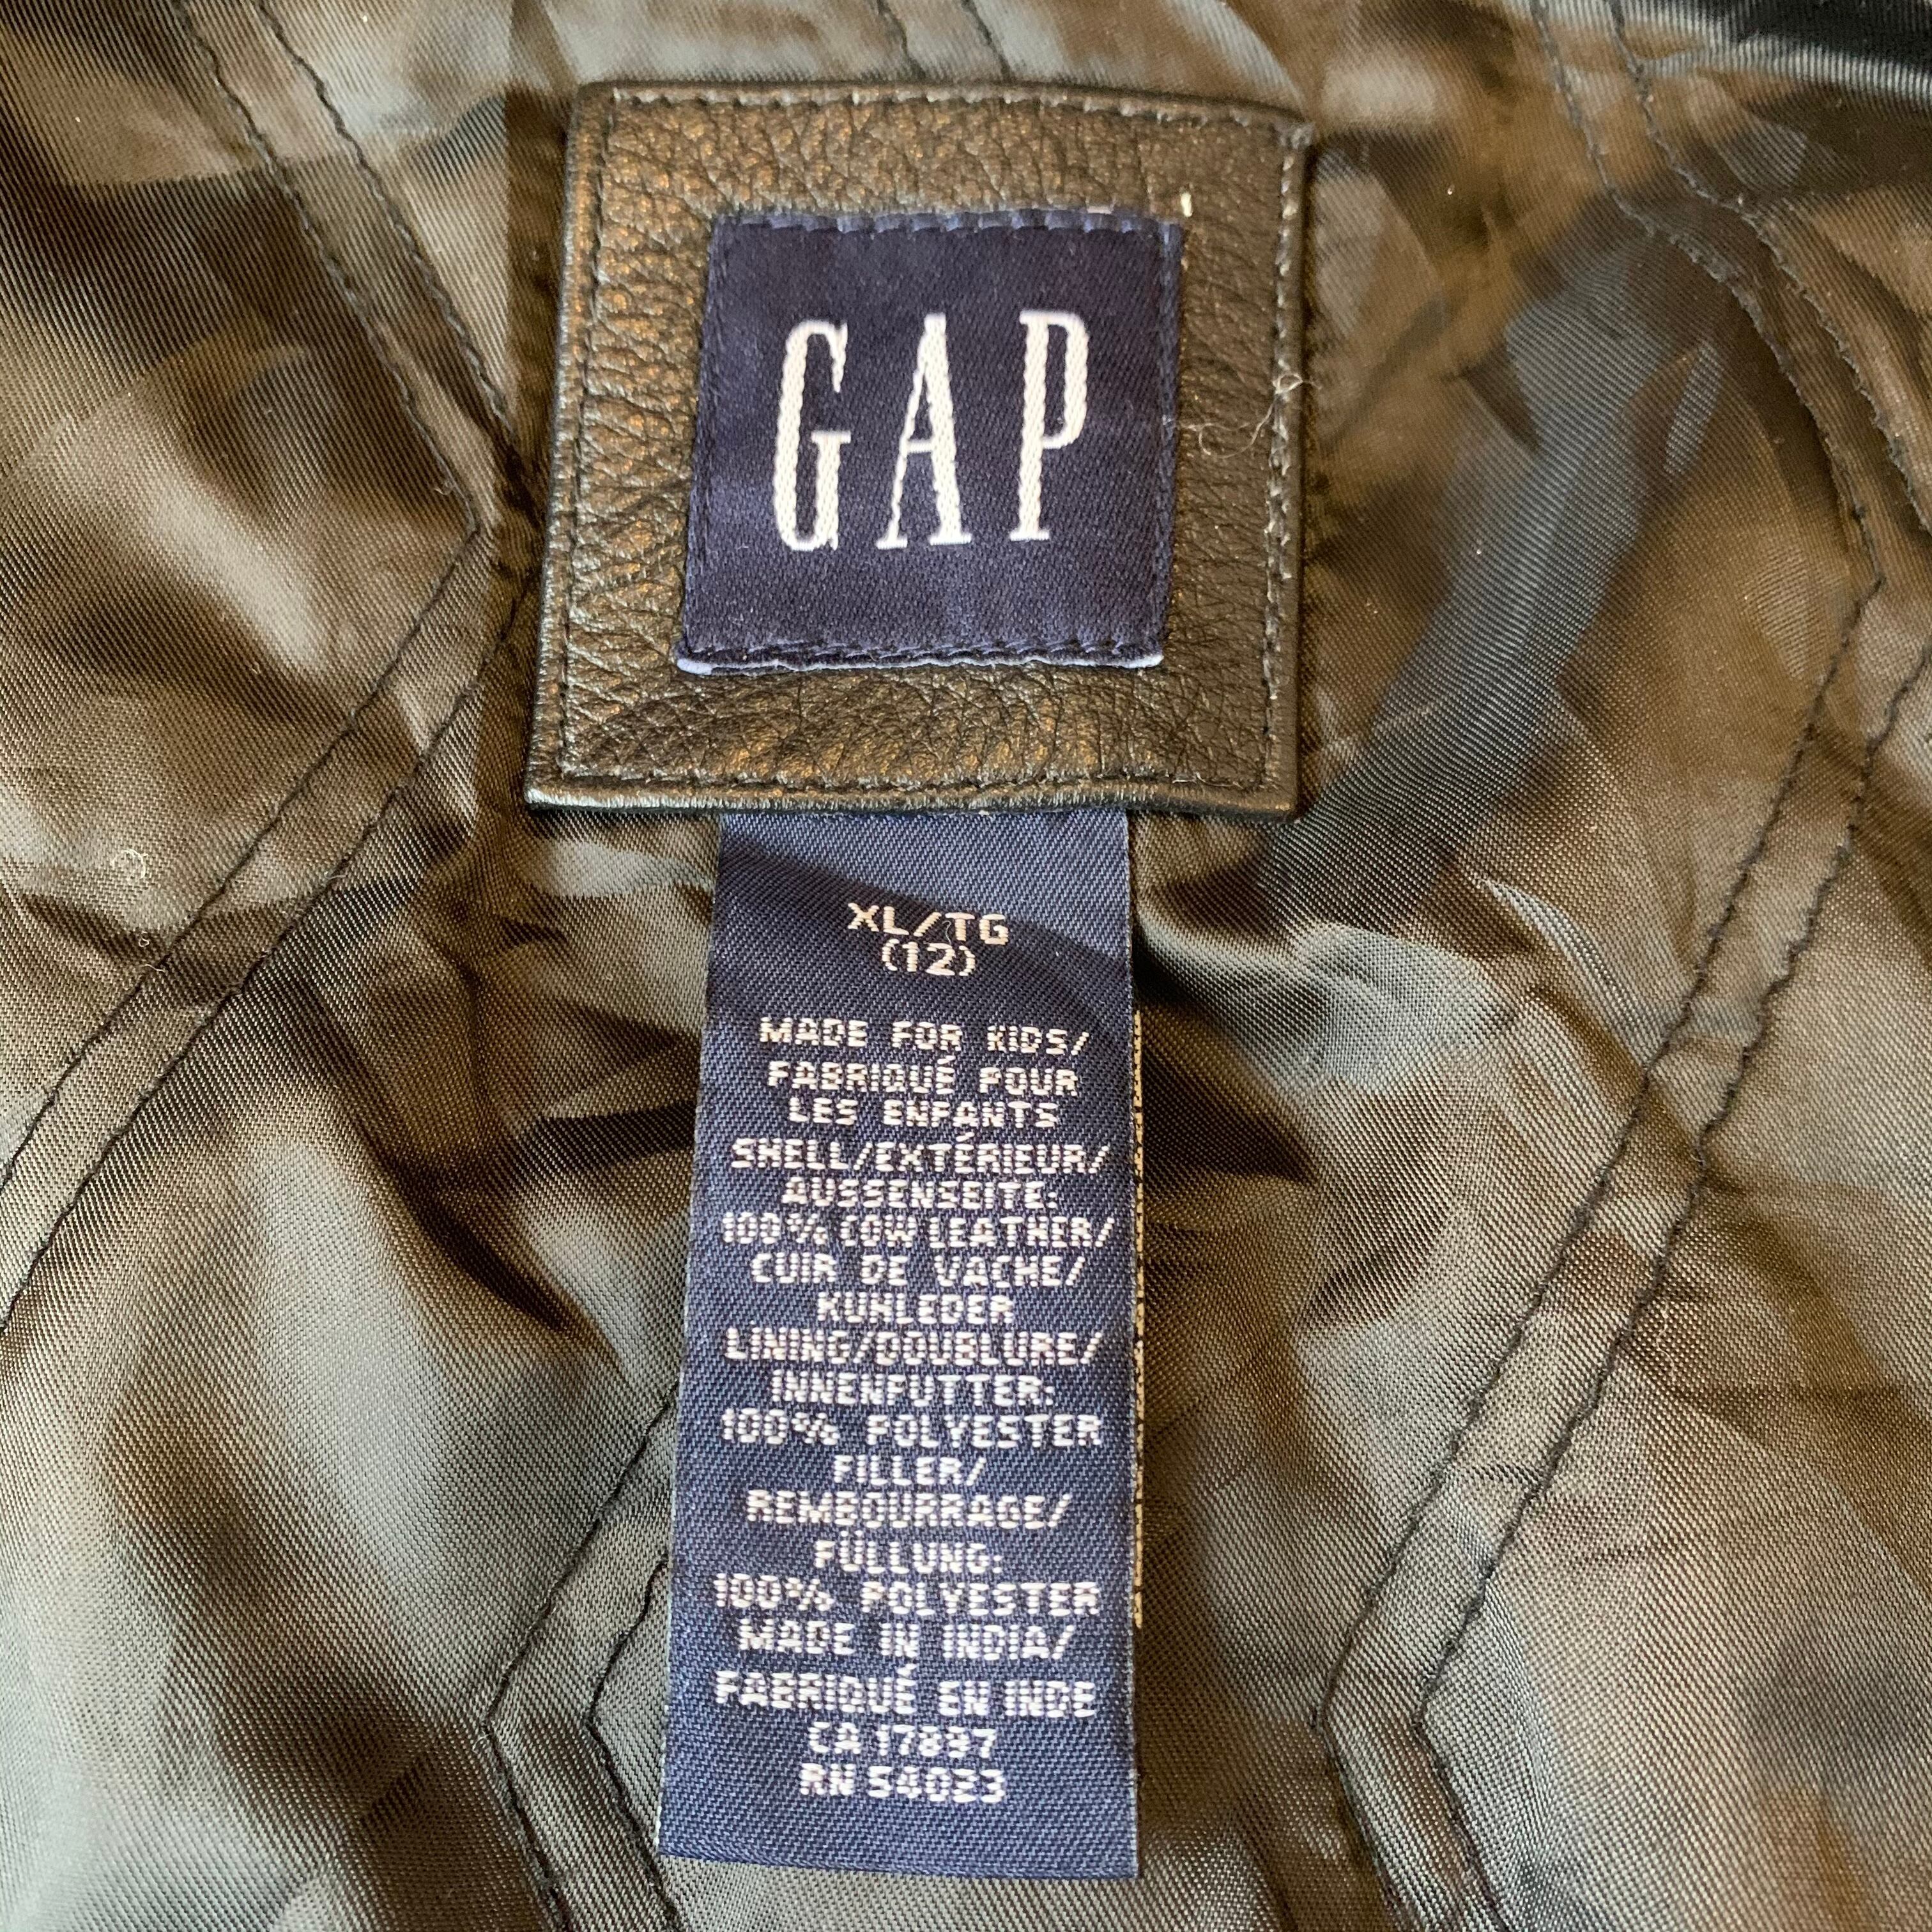 GAP
XL/TG
(12)
MADE FOR KIDS/
FABRIQUÉ POUR
LES ENFANTS
SHELL/EXTÉRIEUR/
AUSSENSEITE:
100% COW LEATHER/
CUIR DE VACHE/
KUHLEDER
LINING/DOUBLURE/
INNENFUTTER:
100% POLYESTER
FILLER/
REMBOURRAGE/
FÜLLUNG:
100% POLYESTER
MADE IN INDIA/
FABRIQUÉ EN INDE
CA 17897
RN 54023